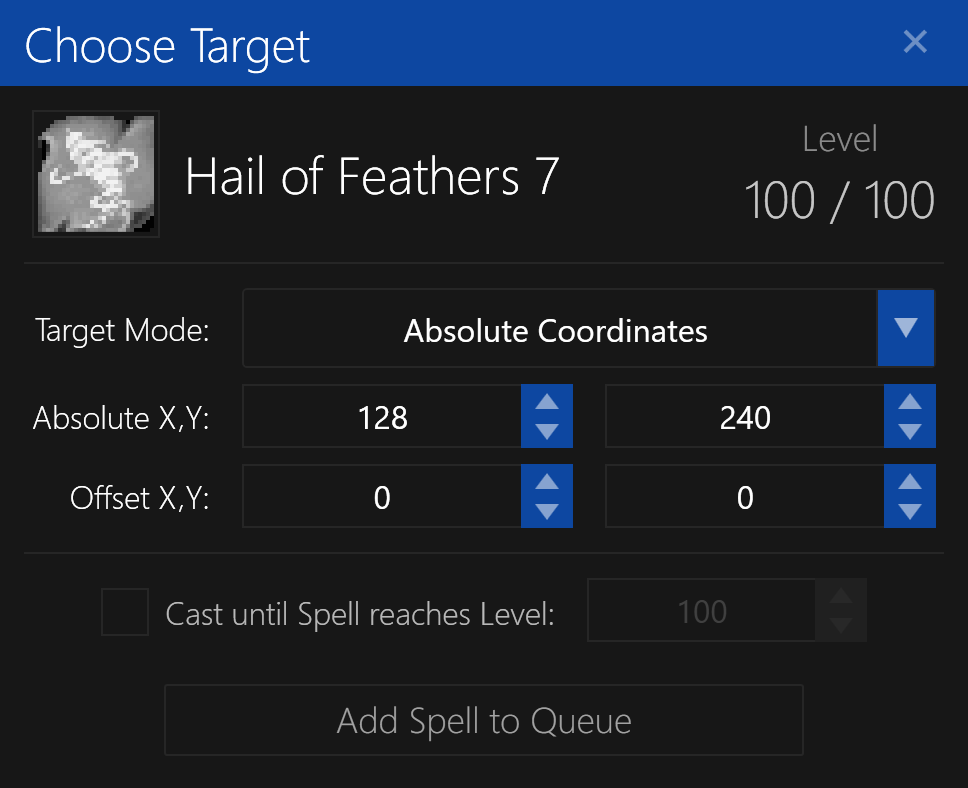 Choose Target
Hail of Feathers 7
Level
100 / 100
Target Mode: Absolute Coordinates
Absolute X,Y: 128 240
Offset X,Y: 0 0
Cast until Spell reaches Level: 100
Add Spell to Queue